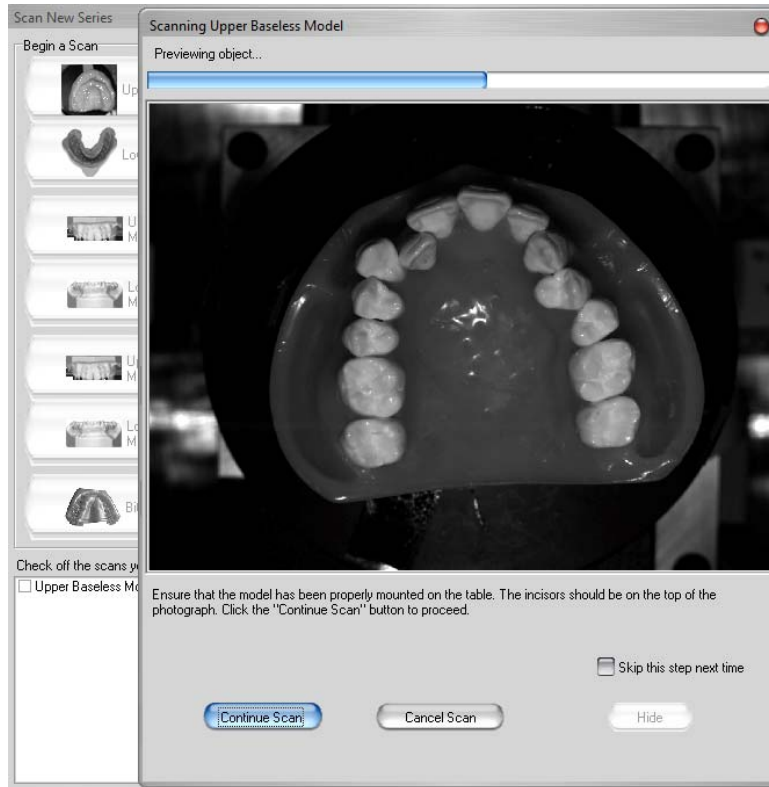 Scan New Series
Begin a Scan
Scanning Upper Baseless Model
Previewing object...
Check off the scans
Upper Baseless
Ensure that the model has been properly mounted on the table. The incisors should be on the top of the
photograph. Click the "Continue Scan" button to proceed.
Skip this step next time
Continue Scan
Cancel Scan
Hide